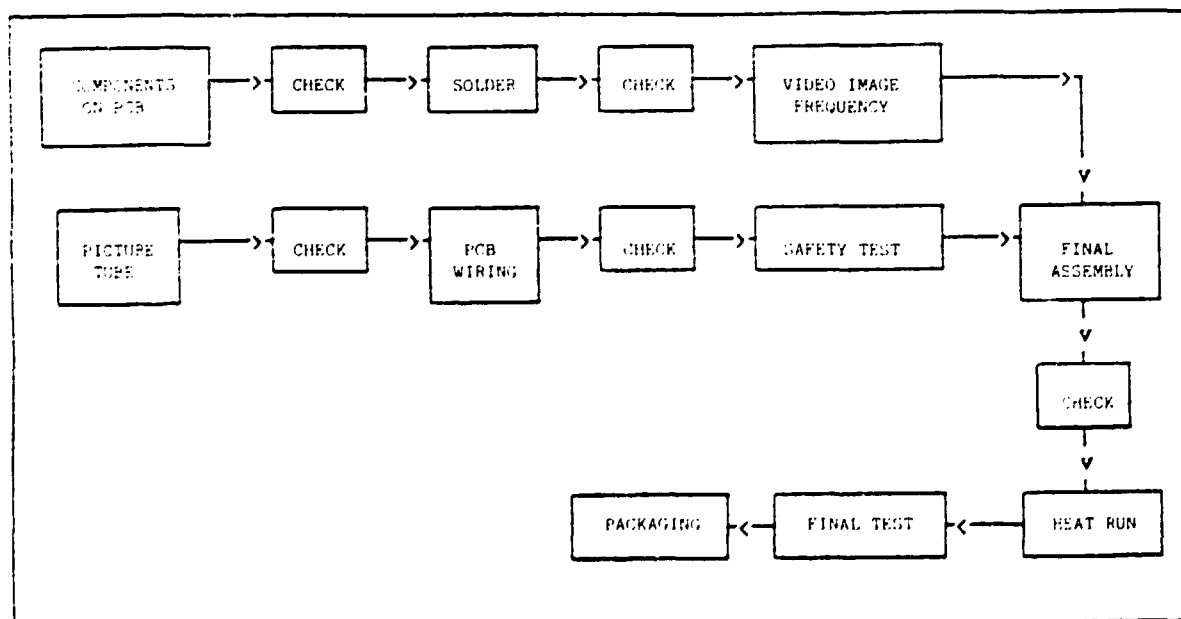 COMPONENTS
ON PCB
CHECK
SOLDER
CHECK
VIDEO IMAGE
FREQUENCY
PICTURE
TUBE
CHECK
PCB
WIRING
CHECK
SAFETY TEST
FINAL
ASSEMBLY
CHECK
HEAT RUN
FINAL TEST
PACKAGING